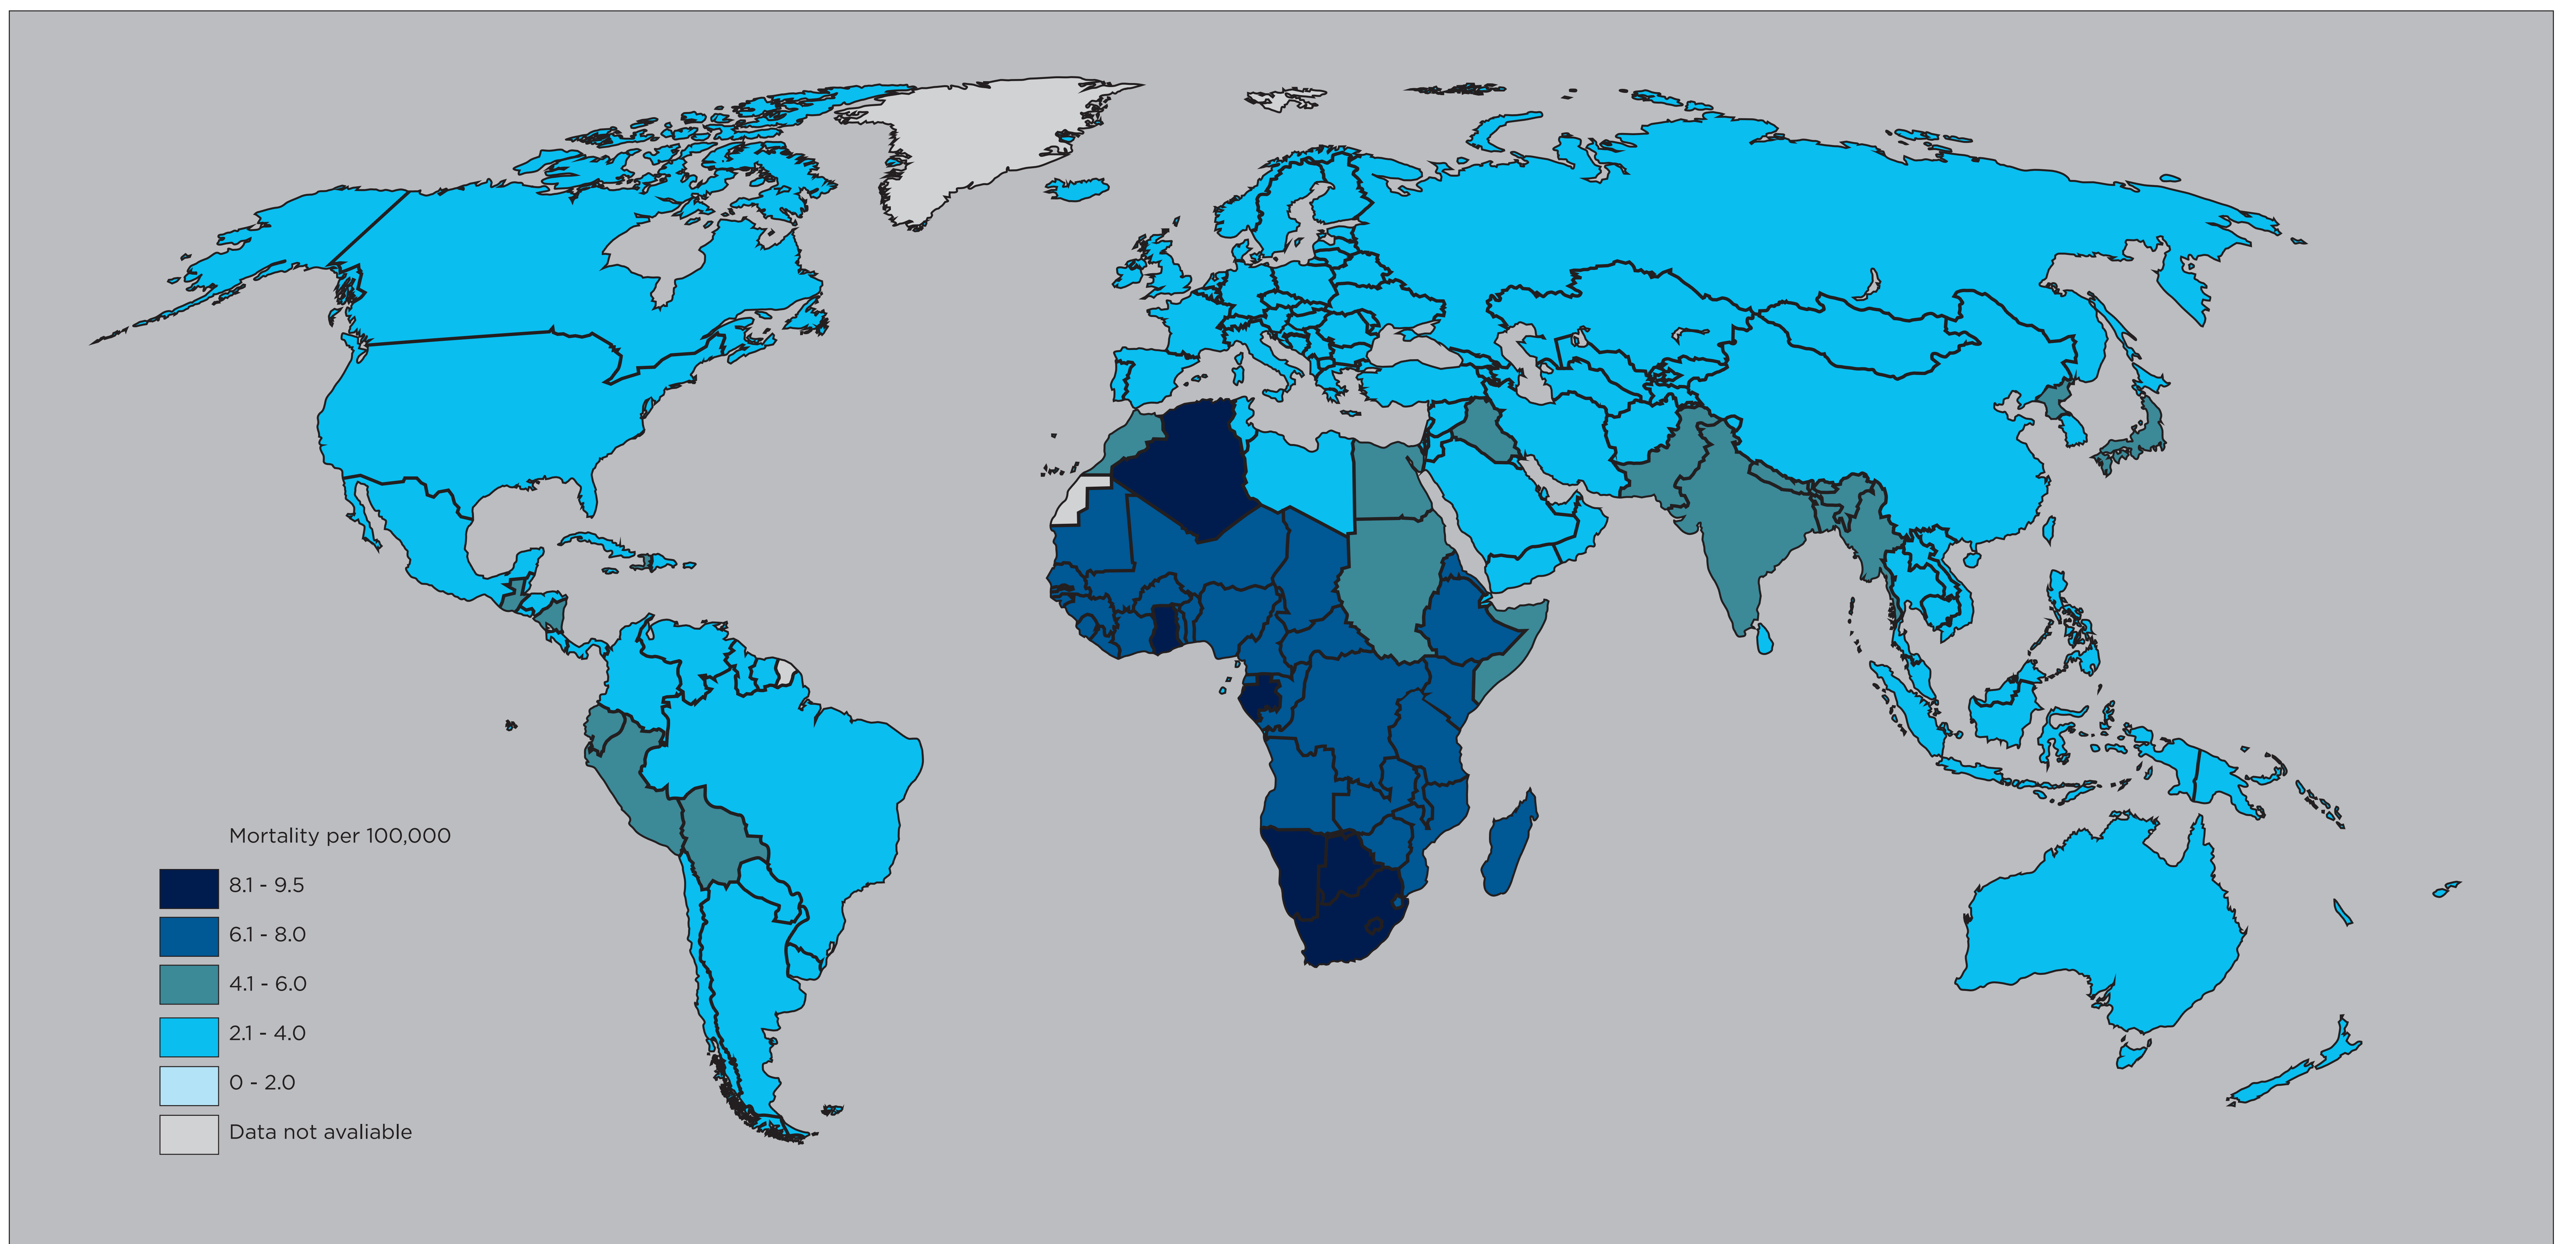 Mortality per 100,000
8.1 - 9.5
6.1 - 8.0
4.1 - 6.0
2.1 - 4.0
0 - 2.0
Data not avaliable